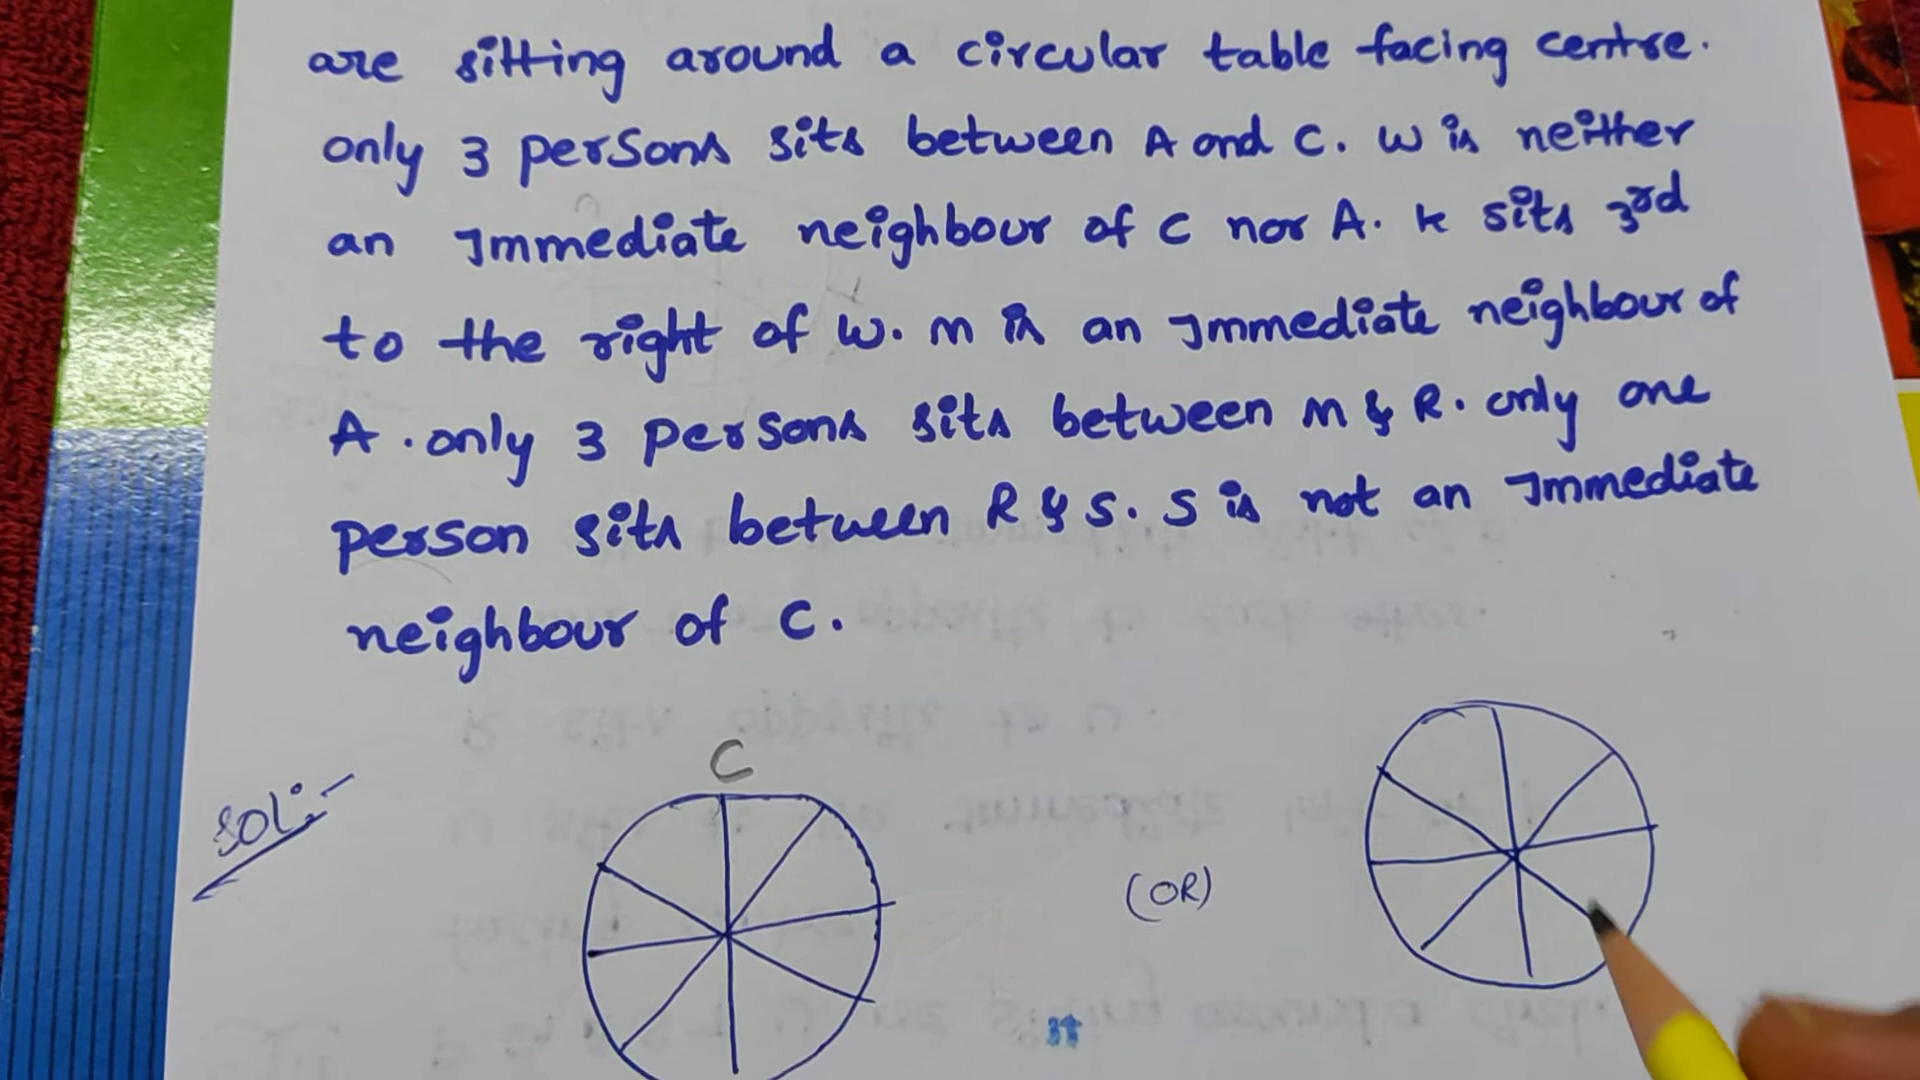 are sitting around a circular table facing centre.
only 3 persons sits between A and C. W is neither
an Immediate neighbour of C nor A. K sits 3rd
to the right of W. M is an Immediate neighbour of
A. only 3 persons sits between M & R. only one
person sits between R & S. S is not an Immediate
neighbour of C.
C
SOL:-
(OR)